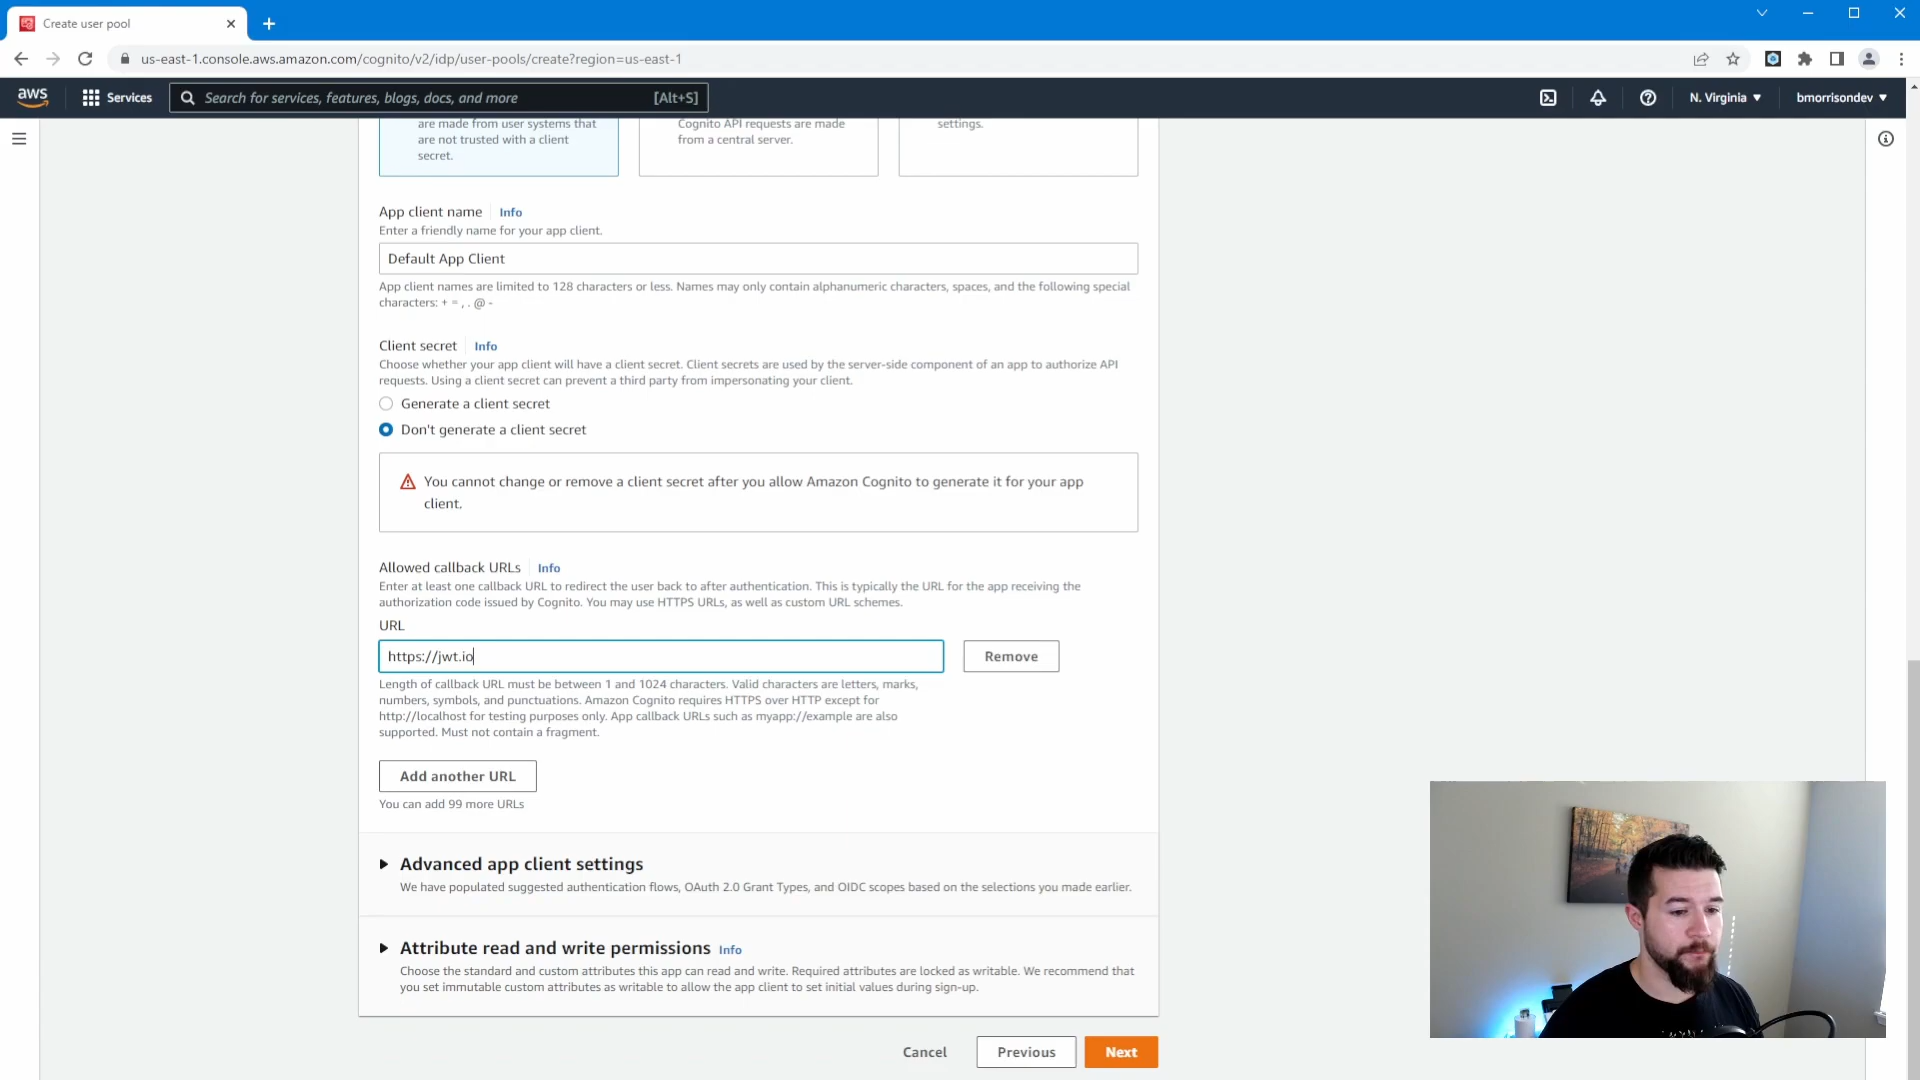 Create user pool
us-east-1.console.aws.amazon.com/cognito/v2/idp/user-pools/create?region=us-east-1
aws
Services
Search for services, features, blogs, docs, and more
[Alt+S]
N. Virginia
bmorrisondev
are made from user systems that
are not trusted with a client
secret.
Cognito API requests are made
from a central server.
settings.
App client name
Info
Enter a friendly name for your app client.
Default App Client
App client names are limited to 128 characters or less. Names may only contain alphanumeric characters, spaces, and the following special
characters: + = , . @ -
Client secret
Info
Choose whether your app client will have a client secret. Client secrets are used by the server-side component of an app to authorize API
requests. Using a client secret can prevent a third party from impersonating your client.
Generate a client secret
Don't generate a client secret
You cannot change or remove a client secret after you allow Amazon Cognito to generate it for your app
client.
Allowed callback URLs
Info
Enter at least one callback URL to redirect the user back to after authentication. This is typically the URL for the app receiving the
authorization code issued by Cognito. You may use HTTPS URLs, as well as custom URL schemes.
URL
https://jwt.io
Remove
Length of callback URL must be between 1 and 1024 characters. Valid characters are letters, marks,
numbers, symbols, and punctuations. Amazon Cognito requires HTTPS over HTTP except for
http://localhost for testing purposes only. App callback URLs such as myapp://example are also
supported. Must not contain a fragment.
Add another URL
You can add 99 more URLs
Advanced app client settings
We have populated suggested authentication flows, OAuth 2.0 Grant Types, and OIDC scopes based on the selections you made earlier.
Attribute read and write permissions
Info
Choose the standard and custom attributes this app can read and write. Required attributes are locked as writable. We recommend that
you set immutable custom attributes as writable to allow the app client to set initial values during sign-up.
Cancel
Previous
Next